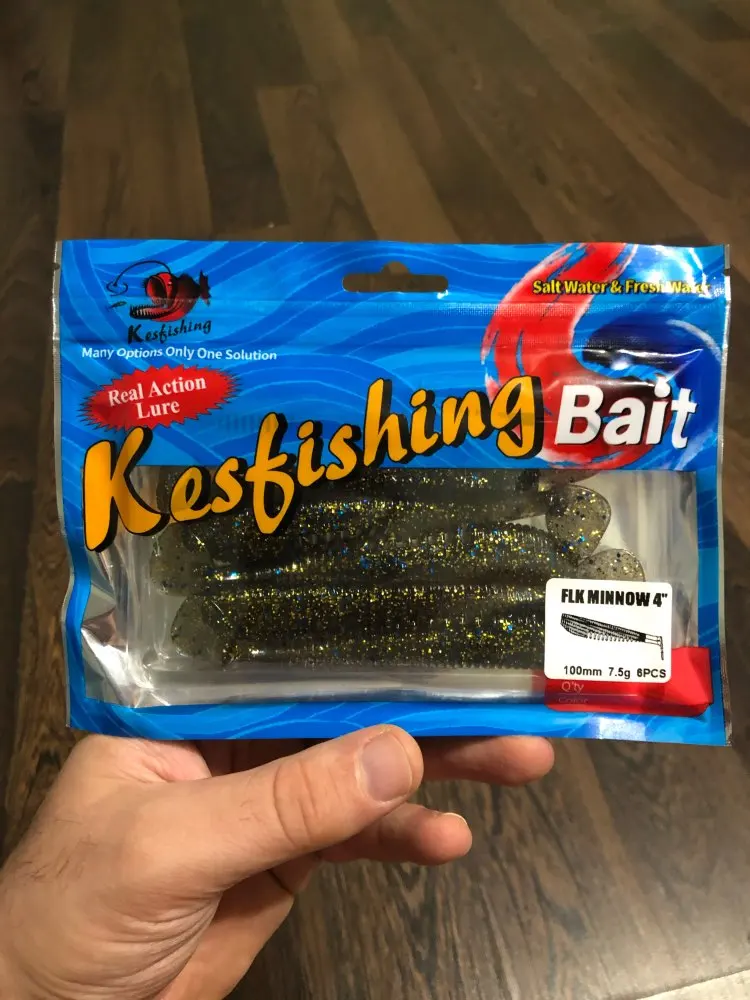 Kesfishing
Many Options Only One Solution
Salt Water & Fresh Water
Real Action
Lure
Kesfishing Bait
FLK MINNOW 4"
100mm 7.5g 6PCS
Q'ty